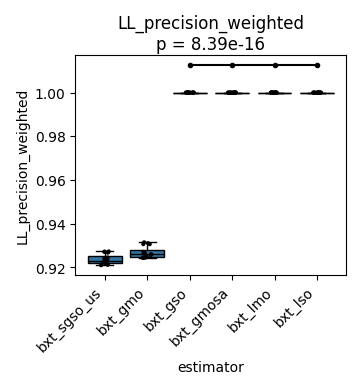 LL_precision_weighted
p = 8.39e-16
LL_precision_weighted
1.00
0.98
0.96
0.94
0.92
bxt_sgso_us
bxt_gmo
bxt_gso
bxt_gmosa
bxt_lmo
bxt_lso
estimator